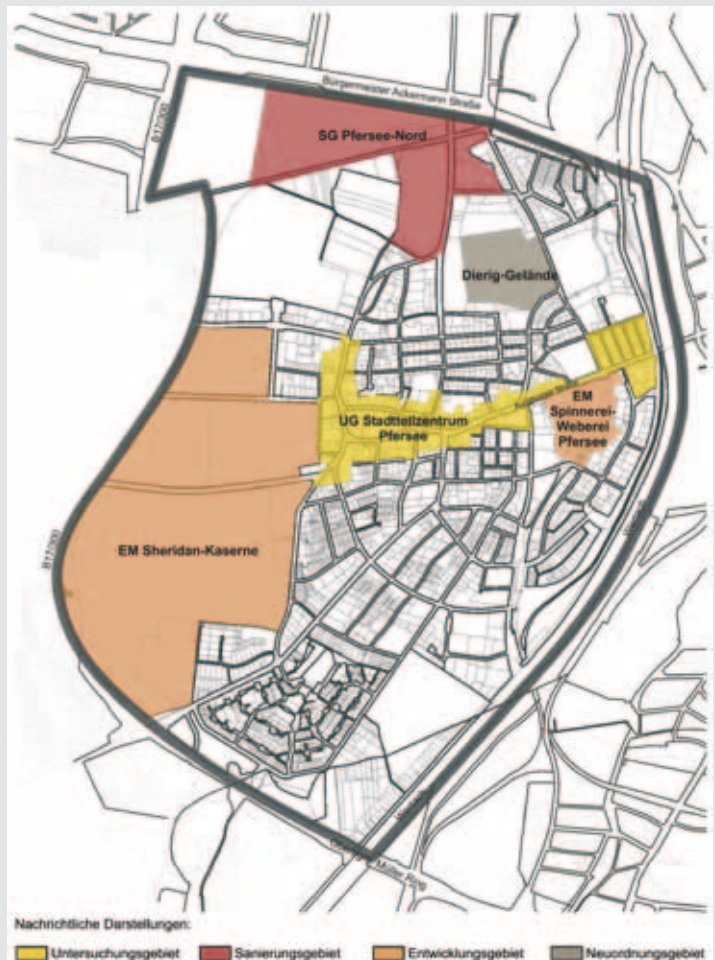 Bürgermeister Ackermann Straße
B17/300
SG Pfersee-Nord
Dierig-Gelände
UG Stadtteilzentrum
Pfersee
EM
Spinnerei-
Weberei
Pfersee
B17/300
EM Sheridan-Kaserne
Nachrichtliche Darstellungen:
Untersuchungsgebiet
Sanierungsgebiet
Entwicklungsgebiet
Neuordnungsgebiet